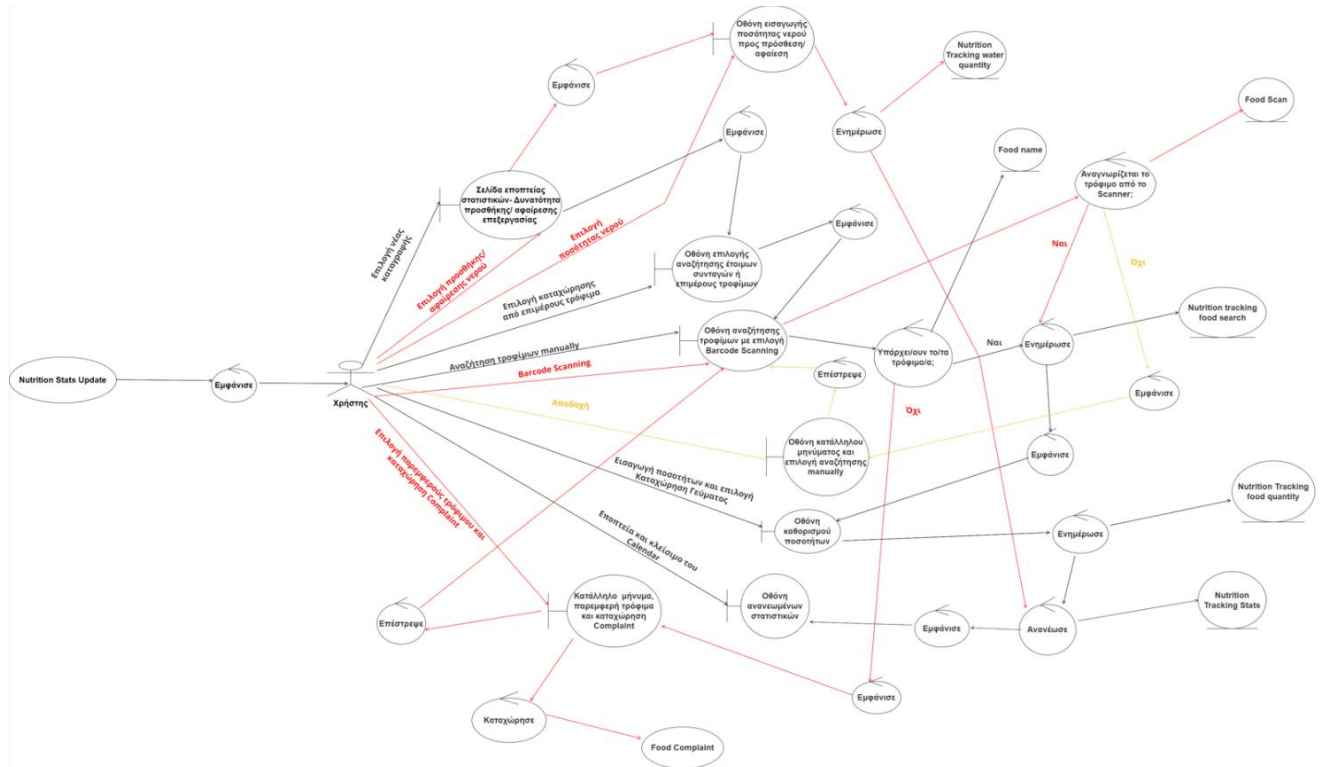 Οθόνη εισαγωγής
ποσότητας νερού
προς πρόσθεση/
αφαίεση
Nutrition
Tracking water
quantity
Εμφάνισε
Food Scan
Ενημέρωσε
Εμφάνισε
Food name
Αναγνωρίζεται το
τρόφιμο από το
Scanner;
Σελίδα εποπτείας
στατιστικών- Δυνατότητα
προσθήκης/ αφαίρεσης
επεξεργασίας
Επιλογή νέας
καταγραφής
Επιλογή προσθήκης/
αφαίρεσης νερού
Επιλογή
ποσότητας νερού
Εμφάνισε
Ναι
Όχι
Οθόνη επιλογής
αναζήτησης έτοιμων
συνταγών ή
επιμέρους τροφίμων
Επιλογή καταχώρησης
από επιμέρους τρόφιμα
Nutrition tracking
food search
Οθόνη αναζήτησης
τροφίμων με επιλογή
Barcode Scanning
Αναζήτηση τροφίμων manually
Υπάρχει/ουν το/τα
τρόφιμο/α;
Ναι
Ενημέρωσε
Nutrition Stats Update
Εμφάνισε
Χρήστης
Barcode Scanning
Επέστρεψε
Εμφάνισε
Αποδοχή
Όχι
Οθόνη κατάλληλου
μηνύματος και
επιλογή αναζήτησης
manually
Εμφάνισε
Επιλογή παρεμφερούς τρόφιμου και
καταχώρηση Complaint
Εισαγωγή ποσοτήτων και επιλογή
Καταχώρηση Γεύματος
Nutrition Tracking
food quantity
Οθόνη
καθορισμού
ποσοτήτων
Ενημέρωσε
Εποπτεία και κλείσιμο του
Calendar
Κατάλληλο μήνυμα,
παρεμφερή τρόφιμα
και καταχώρηση
Complaint
Οθόνη
ανανεωμένων
στατιστικών
Nutrition
Tracking Stats
Επέστρεψε
Εμφάνισε
Ανανέωσε
Εμφάνισε
Καταχώρησε
Food Complaint